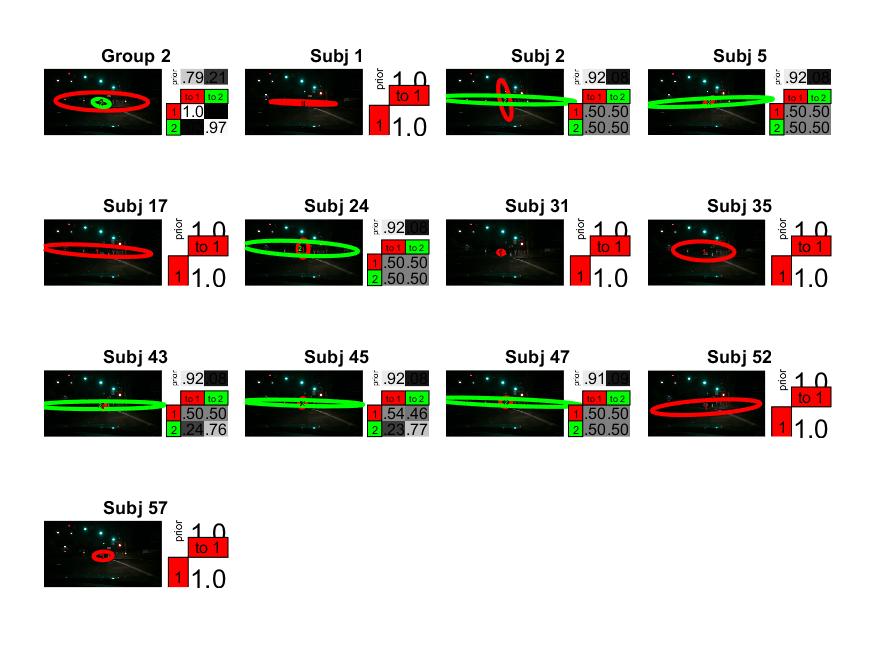 Group 2
prior .79 .21
to 1 to 2
1 1.0
2 .97
Subj 1
prior 1.0
to 1
1 1.0
Subj 2
prior .92 .08
to 1 to 2
1 .50 .50
2 .50 .50
Subj 5
prior .92 .08
to 1 to 2
1 .50 .50
2 .50 .50
Subj 17
prior 1.0
to 1
1 1.0
Subj 24
prior .92 .08
to 1 to 2
1 .50 .50
2 .50 .50
Subj 31
prior 1.0
to 1
1 1.0
Subj 35
prior 1.0
to 1
1 1.0
Subj 43
prior .92 .08
to 1 to 2
1 .50 .50
2 .24 .76
Subj 45
prior .92 .08
to 1 to 2
1 .54 .46
2 .23 .77
Subj 47
prior .91 .09
to 1 to 2
1 .50 .50
2 .50 .50
Subj 52
prior 1.0
to 1
1 1.0
Subj 57
prior 1.0
to 1
1 1.0